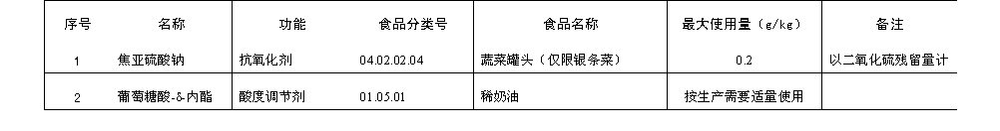 序号 名称 功能 食品分类号 食品名称 最大使用量（g/kg） 备注
1 焦亚硫酸钠 抗氧化剂 04.02.02.04 蔬菜罐头（仅限银条菜） 0.2 以二氧化硫残留量计
2 葡萄糖酸-δ-内酯 酸度调节剂 01.05.01 稀奶油 按生产需要适量使用